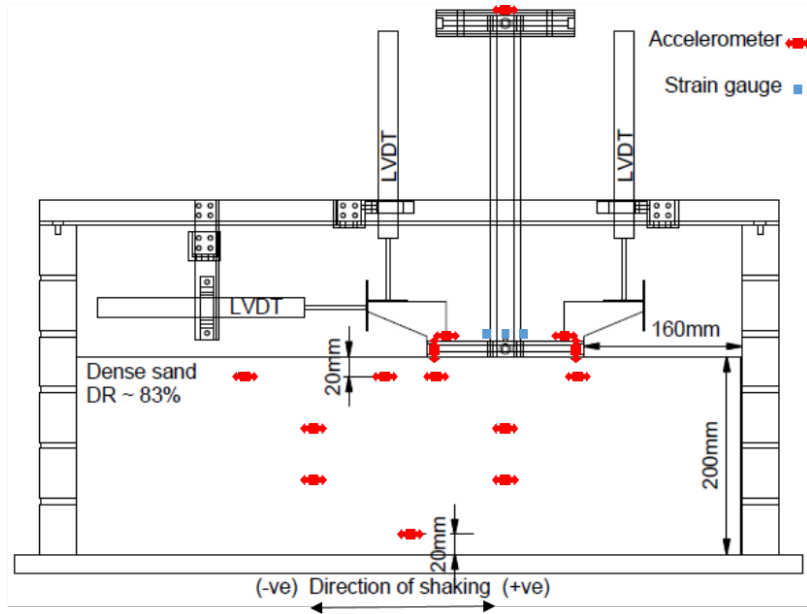 Accelerometer
Strain gauge
LVDT
LVDT
LVDT
160mm
Dense sand
DR ~ 83%
20mm
200mm
20mm
(-ve) Direction of shaking (+ve)